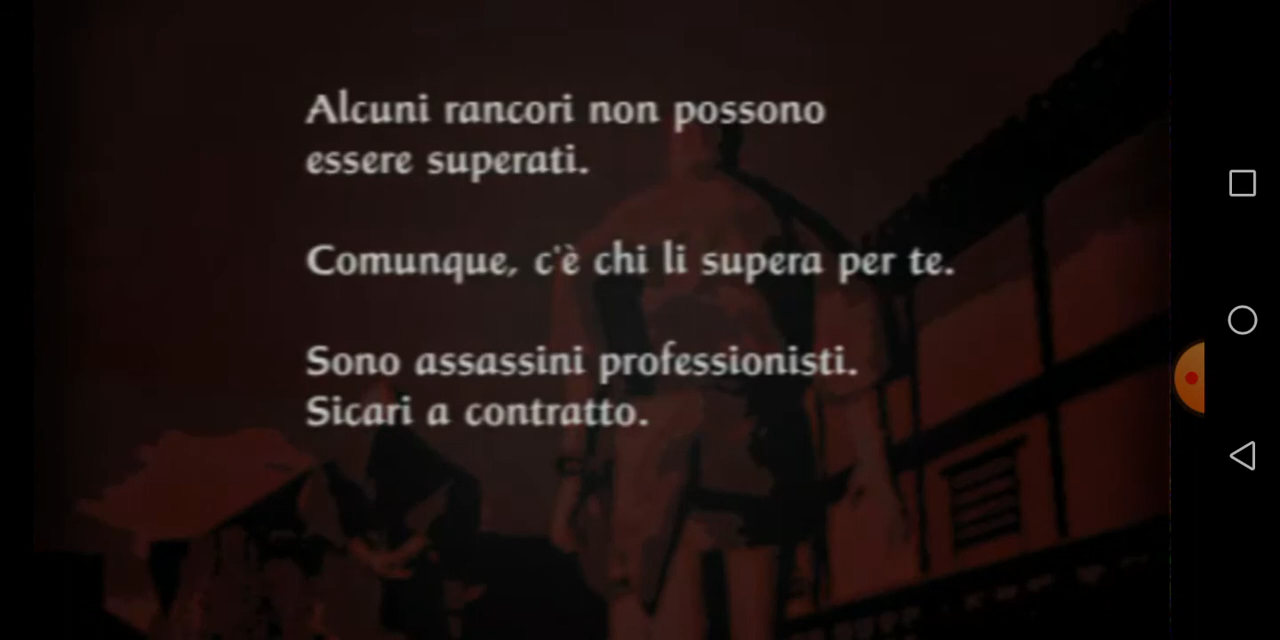 Alcuni rancori non possono
essere superati.
Comunque, c'è chi li supera per te.
Sono assassini professionisti.
Sicari a contratto.